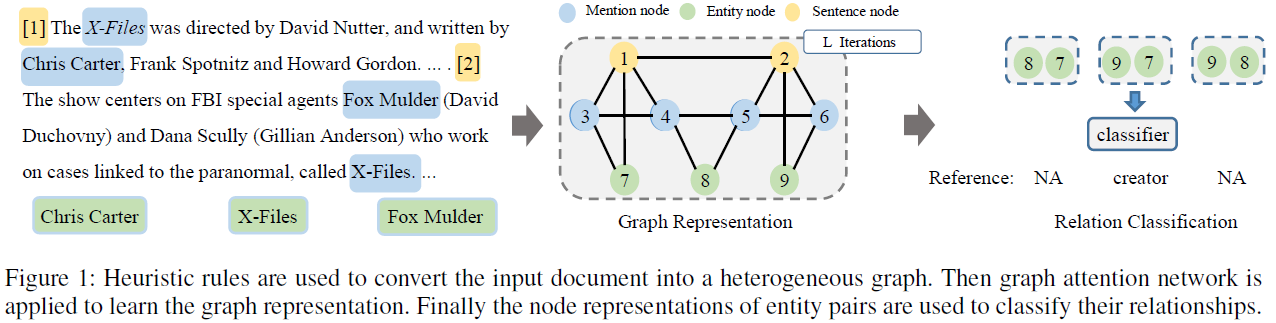 [1] The X-Files was directed by David Nutter, and written by
Chris Carter, Frank Spotnitz and Howard Gordon. ... . [2]
The show centers on FBI special agents Fox Mulder (David
Duchovny) and Dana Scully (Gillian Anderson) who work
on cases linked to the paranormal, called X-Files. ...
Chris Carter
X-Files
Fox Mulder
Mention node
Entity node
Sentence node
L Iterations
1
2
3
4
5
6
7
8
9
Graph Representation
8 7
9 7
9 8
classifier
Reference: NA creator NA
Relation Classification
Figure 1: Heuristic rules are used to convert the input document into a heterogeneous graph. Then graph attention network is
applied to learn the graph representation. Finally the node representations of entity pairs are used to classify their relationships.